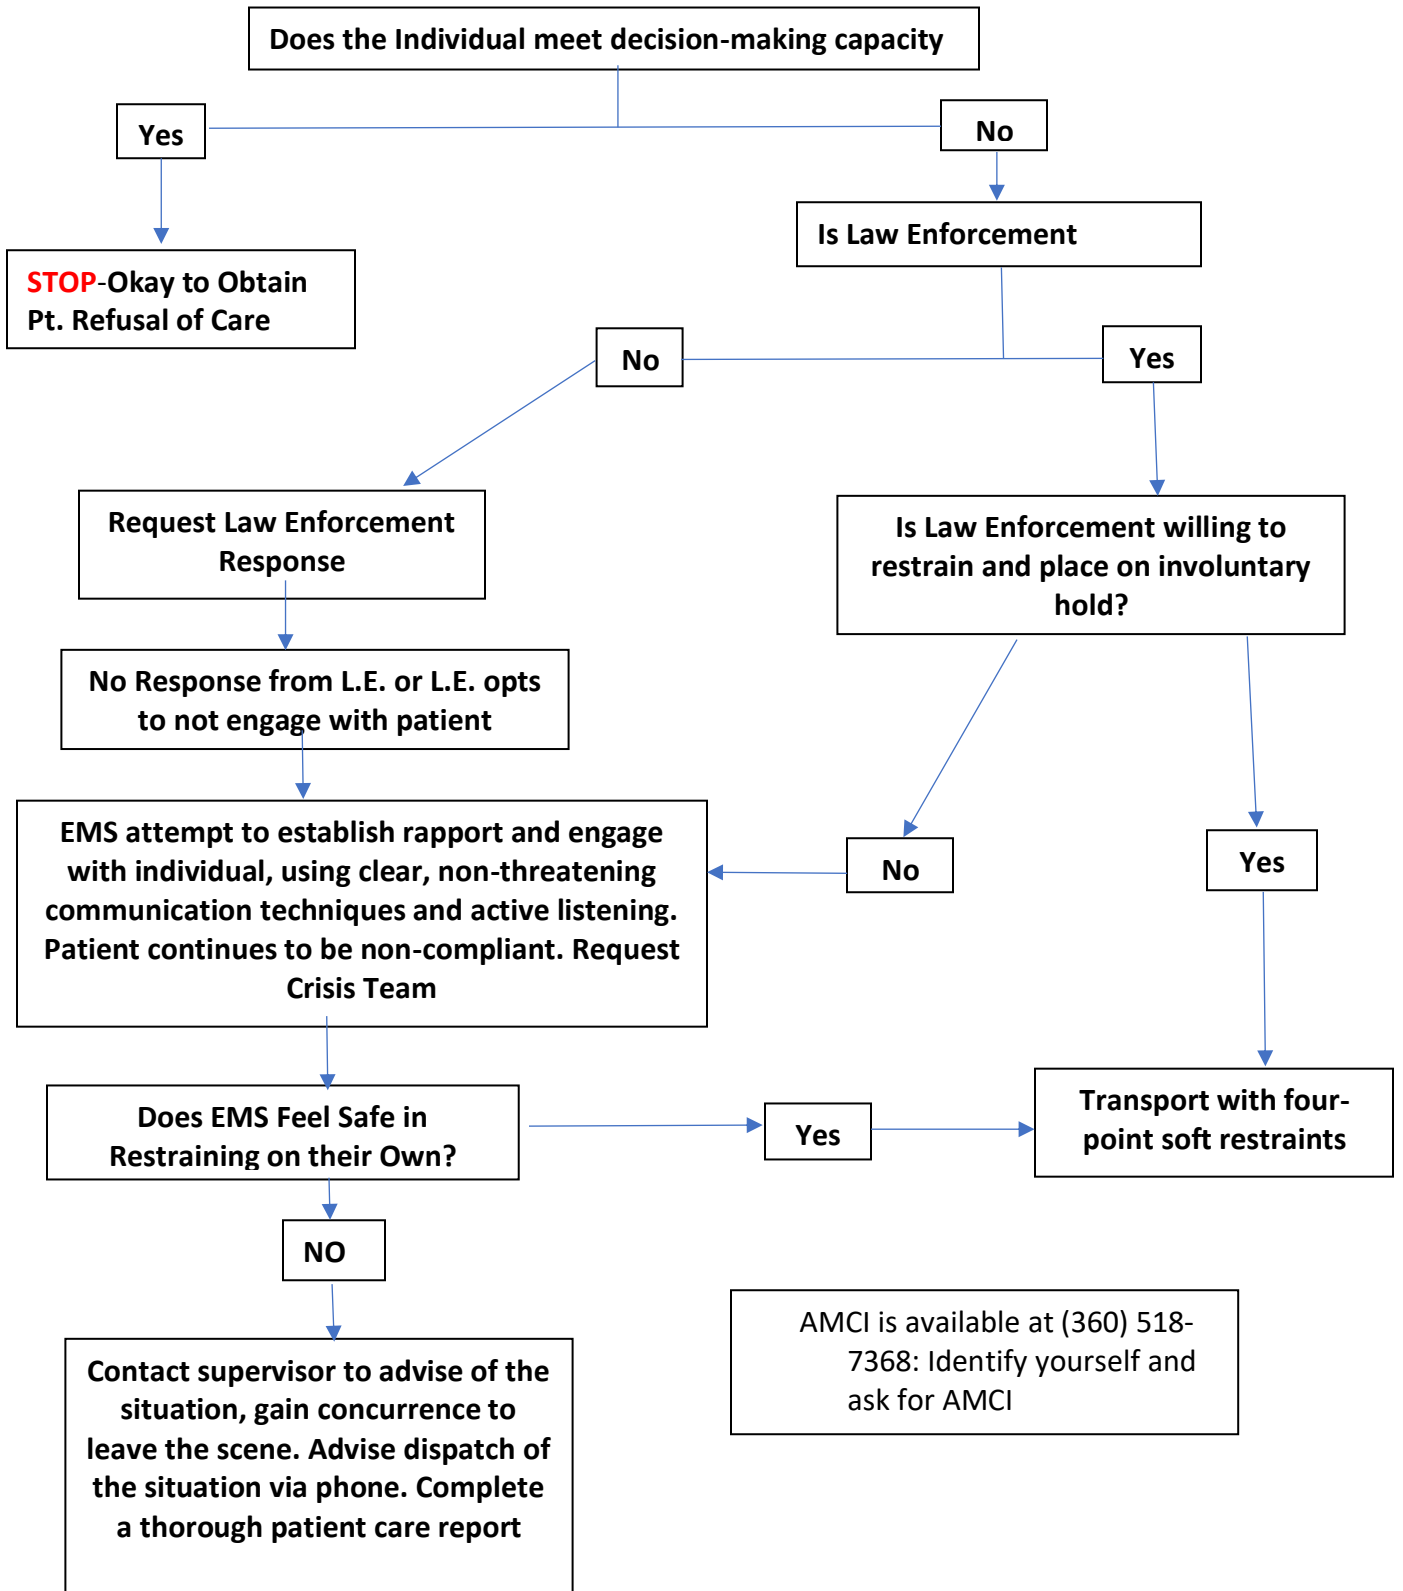 Does the Individual meet decision-making capacity
Yes
No
Is Law Enforcement
STOP-Okay to Obtain
Pt. Refusal of Care
No
Yes
Request Law Enforcement
Response
Is Law Enforcement willing to
restrain and place on involuntary
hold?
No Response from L.E. or L.E. opts
to not engage with patient
EMS attempt to establish rapport and engage
with individual, using clear, non-threatening
communication techniques and active listening.
Patient continues to be non-compliant. Request
Crisis Team
No
Yes
Does EMS Feel Safe in
Restraining on their Own?
Yes
Transport with four-
point soft restraints
NO
Contact supervisor to advise of the
situation, gain concurrence to
leave the scene. Advise dispatch of
the situation via phone. Complete
a thorough patient care report
AMCI is available at (360) 518-
7368: Identify yourself and
ask for AMCI